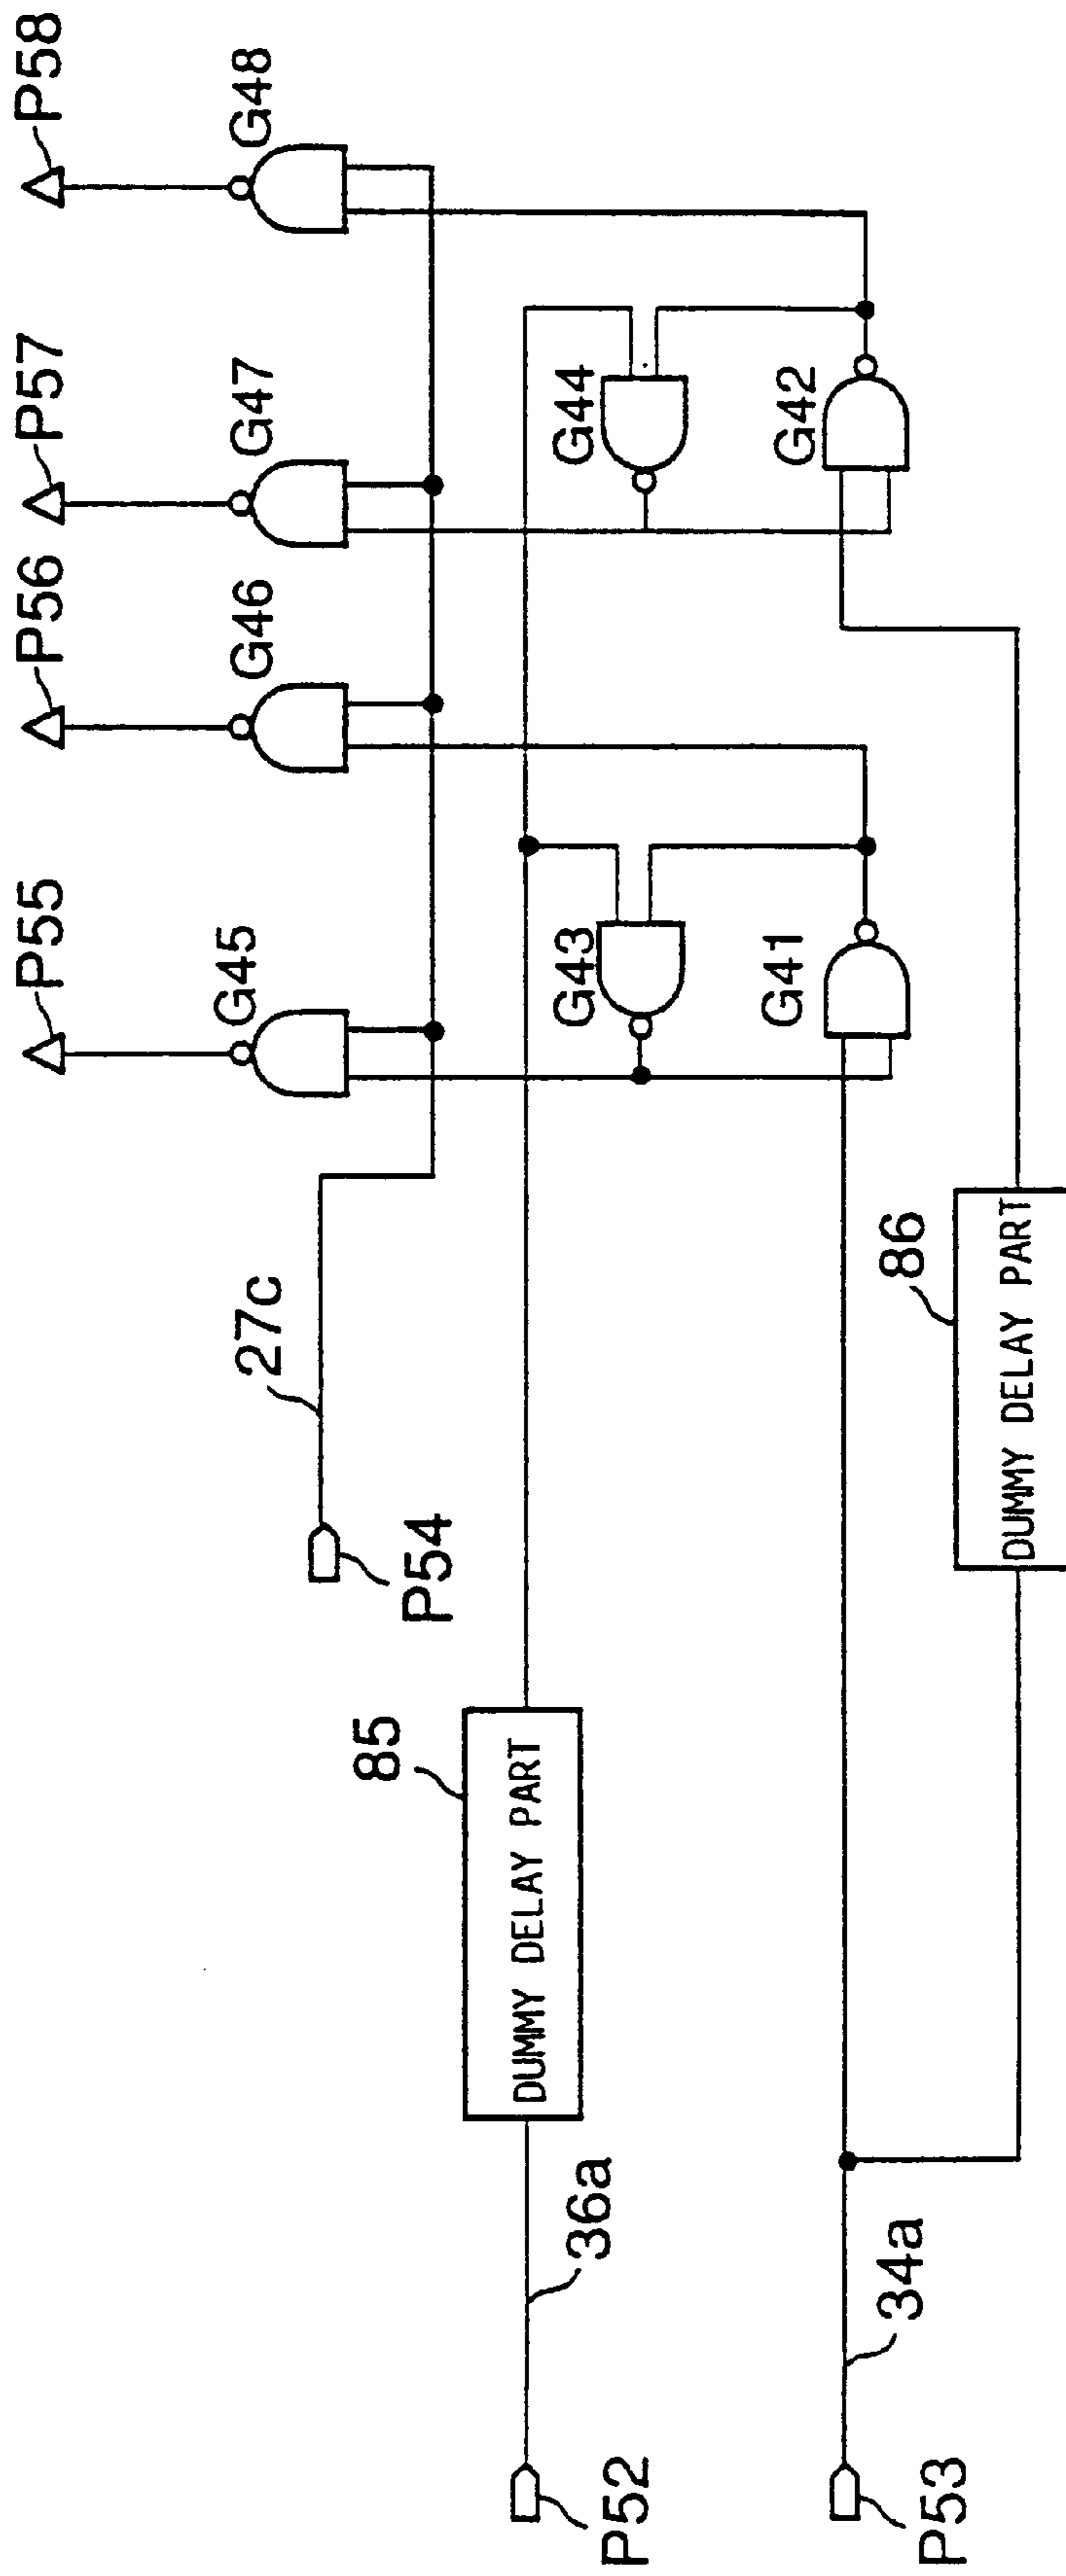 P55
P56
P57
P58
G45
G46
G47
G48
27c
P54
85
DUMMY DELAY PART
G43
G44
36a
P52
G41
G42
86
DUMMY DELAY PART
34a
P53